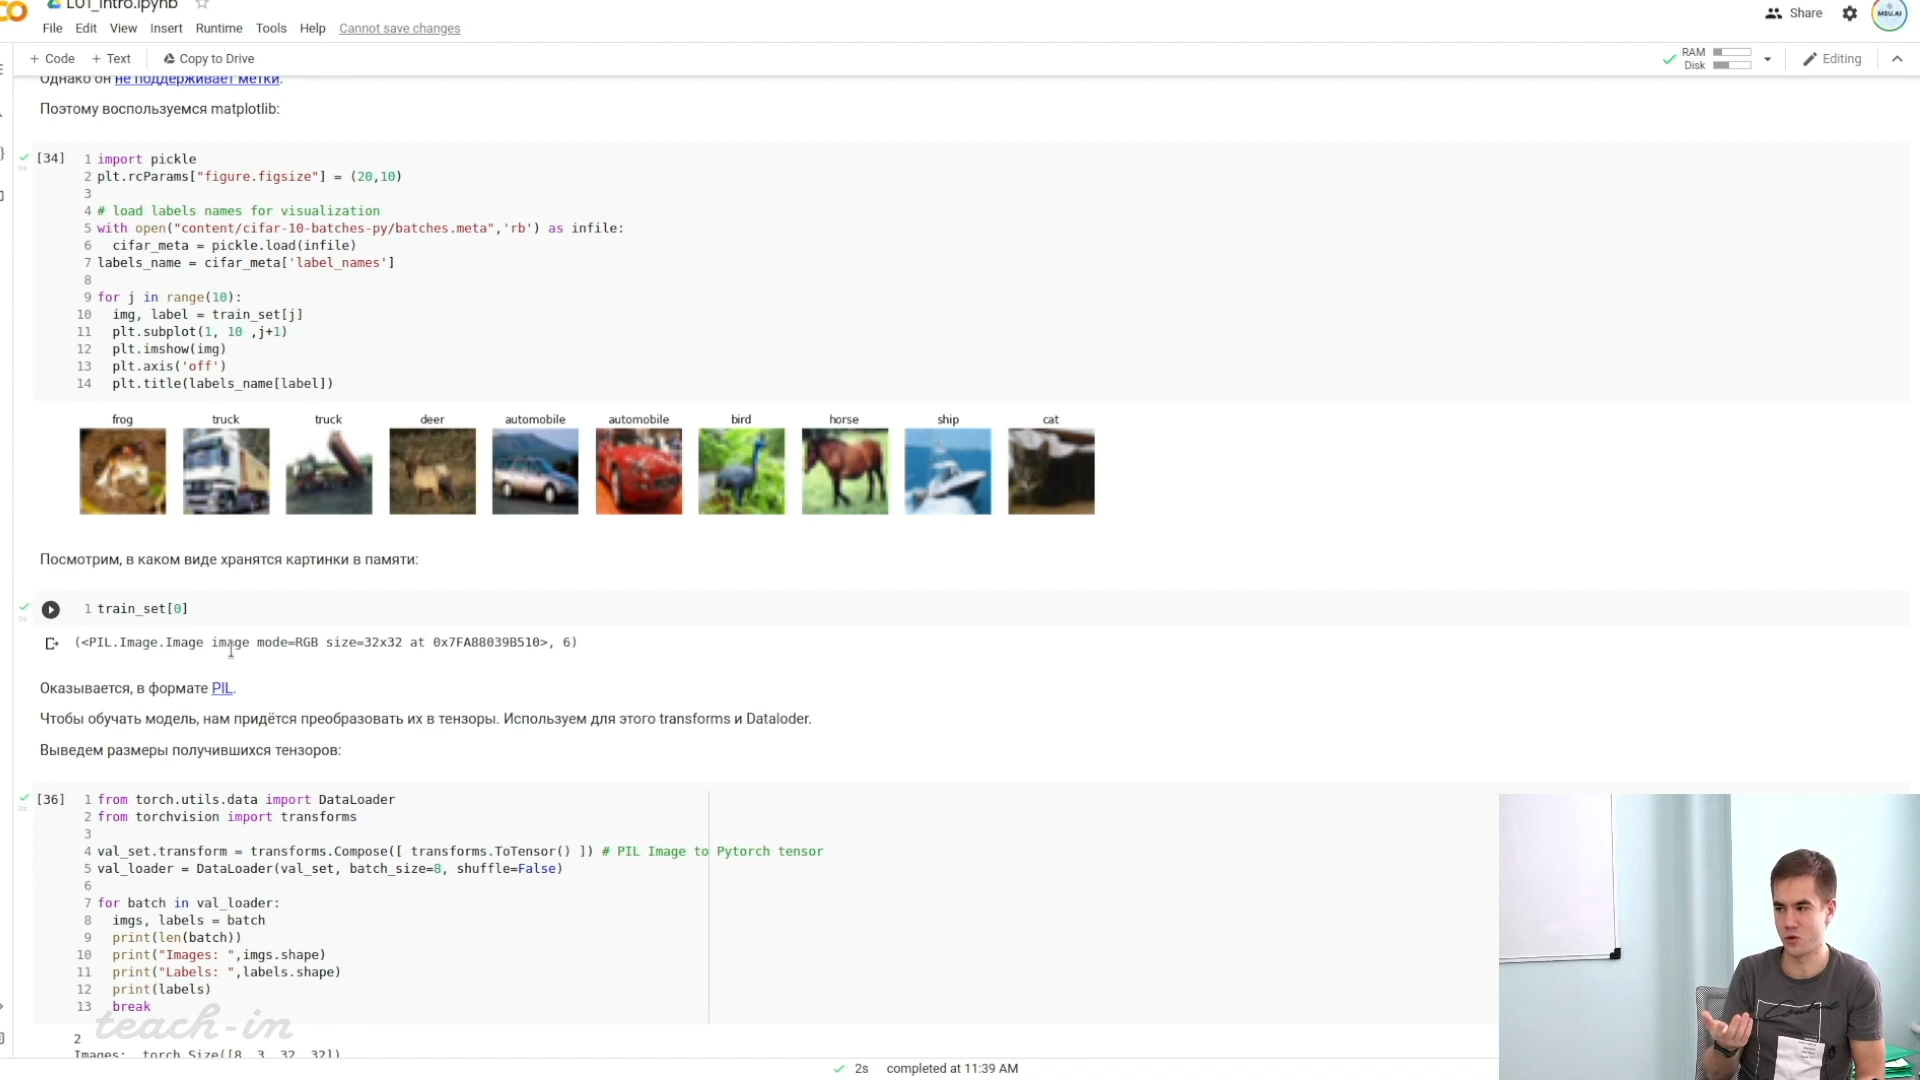 L01_intro.ipynb
File Edit View Insert Runtime Tools Help Cannot save changes
Share
MSU.AI
+ Code + Text Copy to Drive
RAM
Disk
Editing
Однако он не поддерживает метки.
Поэтому воспользуемся matplotlib:
[34]
1 import pickle
2 plt.rcParams["figure.figsize"] = (20,10)
3
4 # load labels names for visualization
5 with open("content/cifar-10-batches-py/batches.meta",'rb') as infile:
6 cifar_meta = pickle.load(infile)
7 labels_name = cifar_meta['label_names']
8
9 for j in range(10):
10 img, label = train_set[j]
11 plt.subplot(1, 10 ,j+1)
12 plt.imshow(img)
13 plt.axis('off')
14 plt.title(labels_name[label])
frog truck truck deer automobile automobile bird horse ship cat
Посмотрим, в каком виде хранятся картинки в памяти:
1 train_set[0]
(<PIL.Image.Image image mode=RGB size=32x32 at 0x7FA88039B510>, 6)
Оказывается, в формате PIL.
Чтобы обучать модель, нам придётся преобразовать их в тензоры. Используем для этого transforms и Dataloder.
Выведем размеры получившихся тензоров:
[36]
1 from torch.utils.data import DataLoader
2 from torchvision import transforms
3
4 val_set.transform = transforms.Compose([ transforms.ToTensor() ]) # PIL Image to Pytorch tensor
5 val_loader = DataLoader(val_set, batch_size=8, shuffle=False)
6
7 for batch in val_loader:
8 imgs, labels = batch
9 print(len(batch))
10 print("Images: ",imgs.shape)
11 print("Labels: ",labels.shape)
12 print(labels)
13 break
teach-in
2
Images: torch.Size([8, 3, 32, 32])
2s completed at 11:39 AM